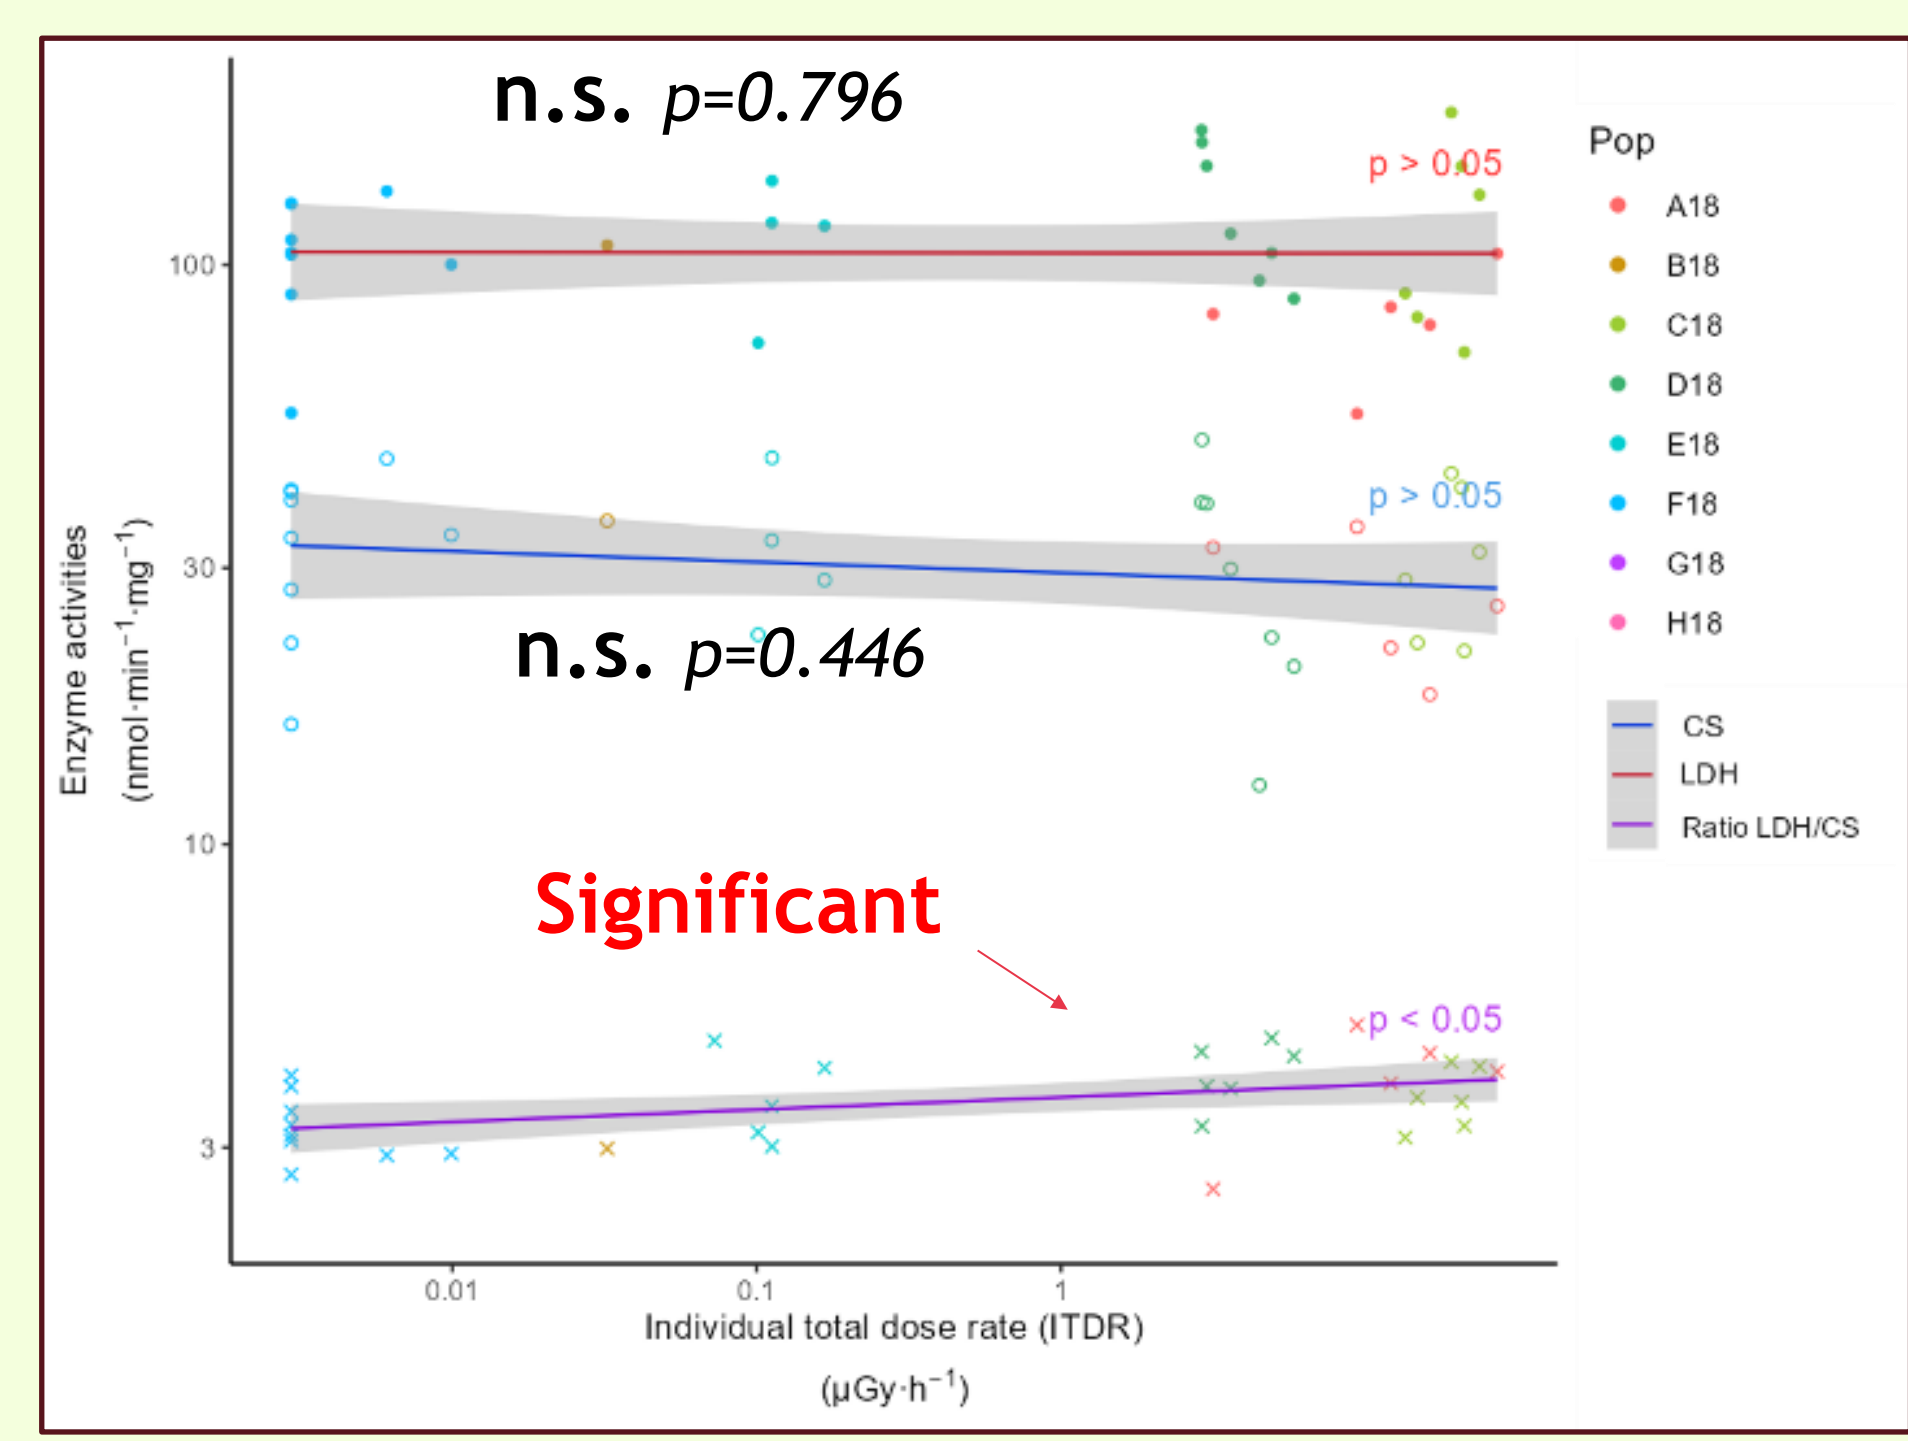 n.s. p=0.796
p > 0.05
100
30
10
3
Enzyme activities
(nmol·min⁻¹·mg⁻¹)
p > 0.05
n.s. p=0.446
Significant
p < 0.05
0.01
0.1
1
Individual total dose rate (ITDR)
(μGy·h⁻¹)
Pop
A18
B18
C18
D18
E18
F18
G18
H18
CS
LDH
Ratio LDH/CS